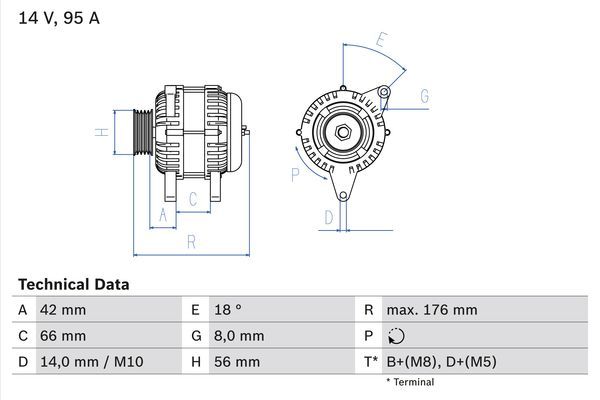 14 V, 95 A
E
G
H
P
A
C
D
R
Technical Data
A 42 mm E 18 ° R max. 176 mm
C 66 mm G 8,0 mm P
D 14,0 mm / M10 H 56 mm T* B+(M8), D+(M5)
* Terminal